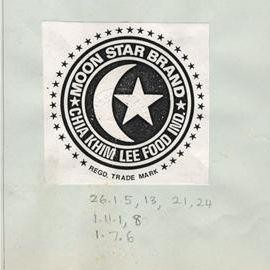 MOON STAR BRAND
CHIA KHIM LEE FOOD IND.
REGD. TRADE MARK
26.1 5, 13, 21, 24
1.11.1, 8
1.7.6